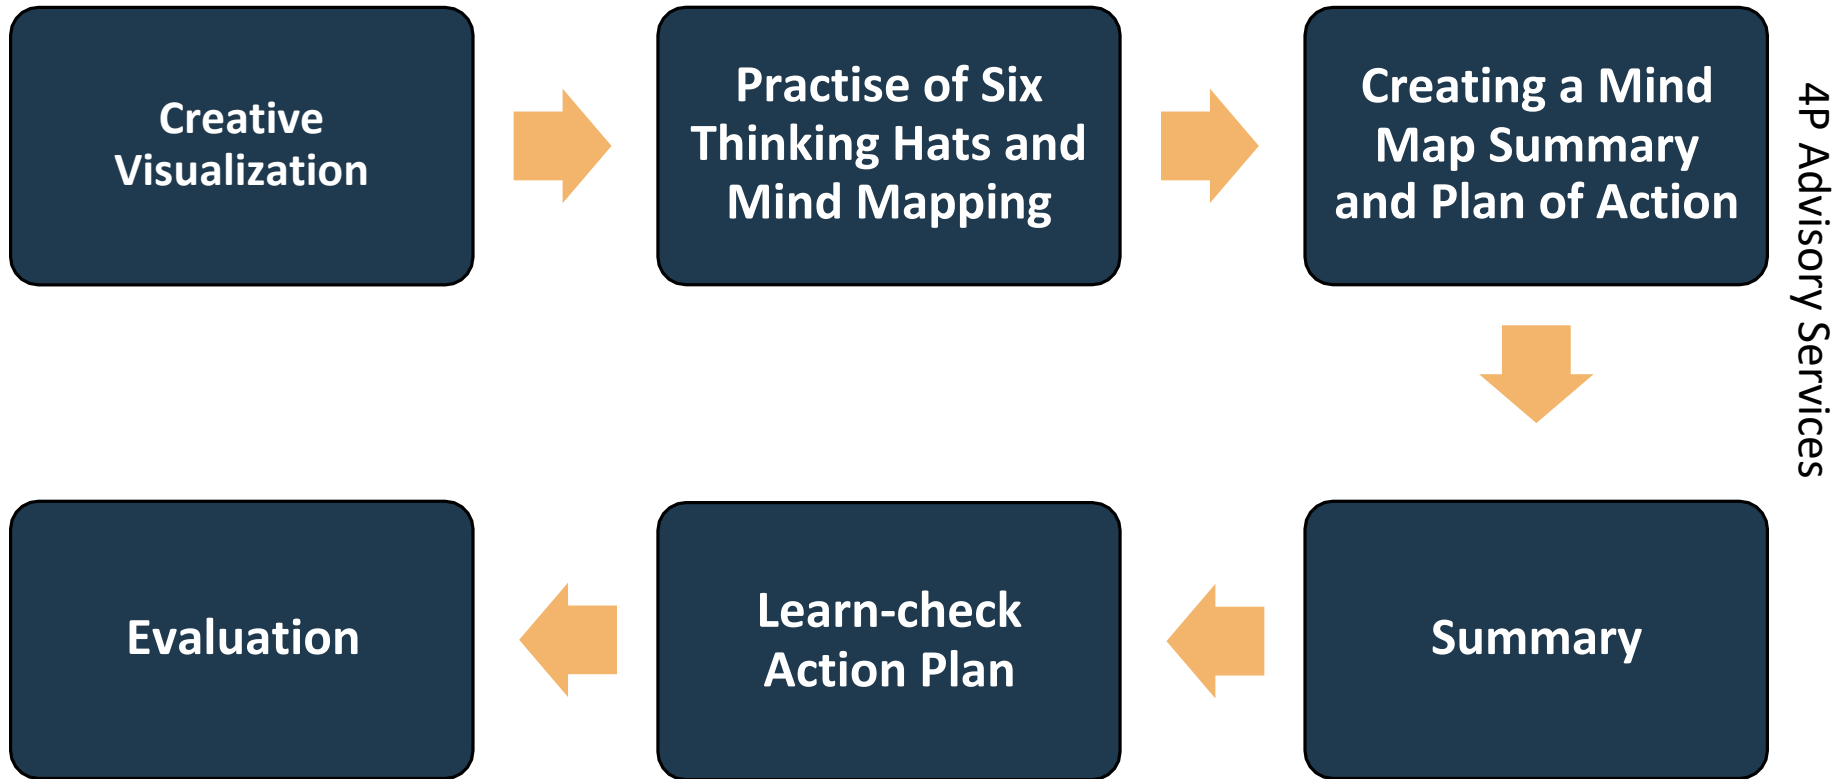 Creative
Visualization
Practise of Six
Thinking Hats and
Mind Mapping
Creating a Mind
Map Summary
and Plan of Action
4P Advisory Services
Summary
Learn-check
Action Plan
Evaluation